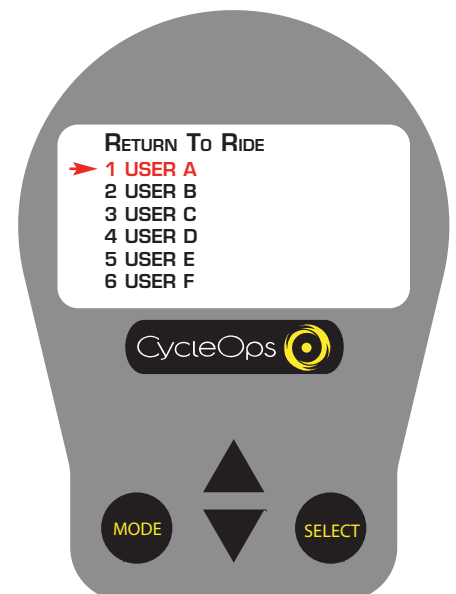 Return To Ride
1 USER A
2 USER B
3 USER C
4 USER D
5 USER E
6 USER F
CycleOps
MODE
SELECT